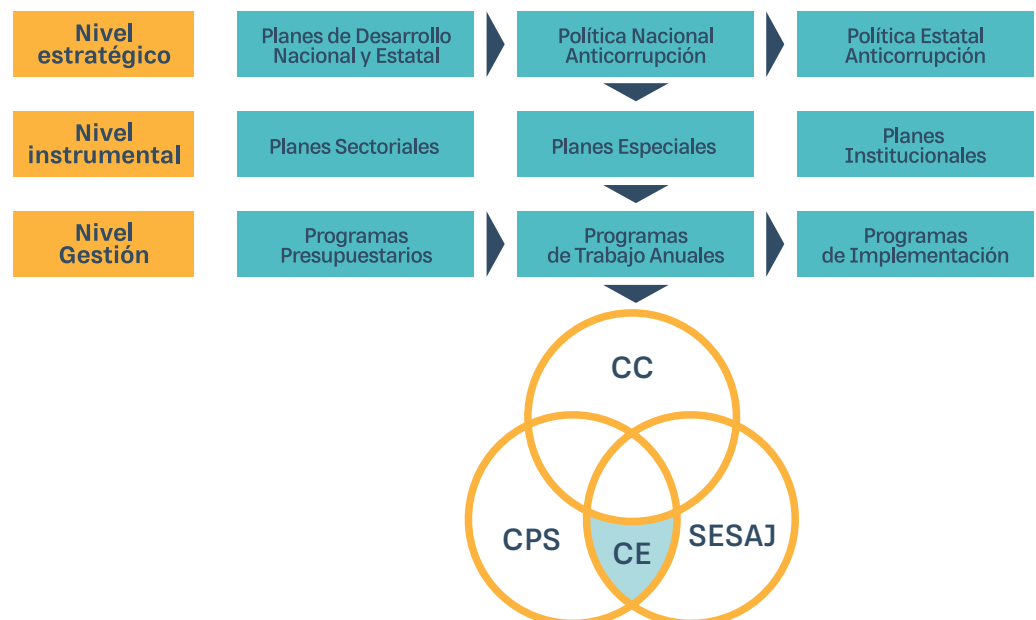 Nivel
estratégico
Planes de Desarrollo
Nacional y Estatal
Política Nacional
Anticorrupción
Política Estatal
Anticorrupción
Nivel
instrumental
Planes Sectoriales
Planes Especiales
Planes
Institucionales
Nivel
Gestión
Programas
Presupuestarios
Programas
de Trabajo Anuales
Programas
de Implementación
CC
CPS
CE
SESAJ